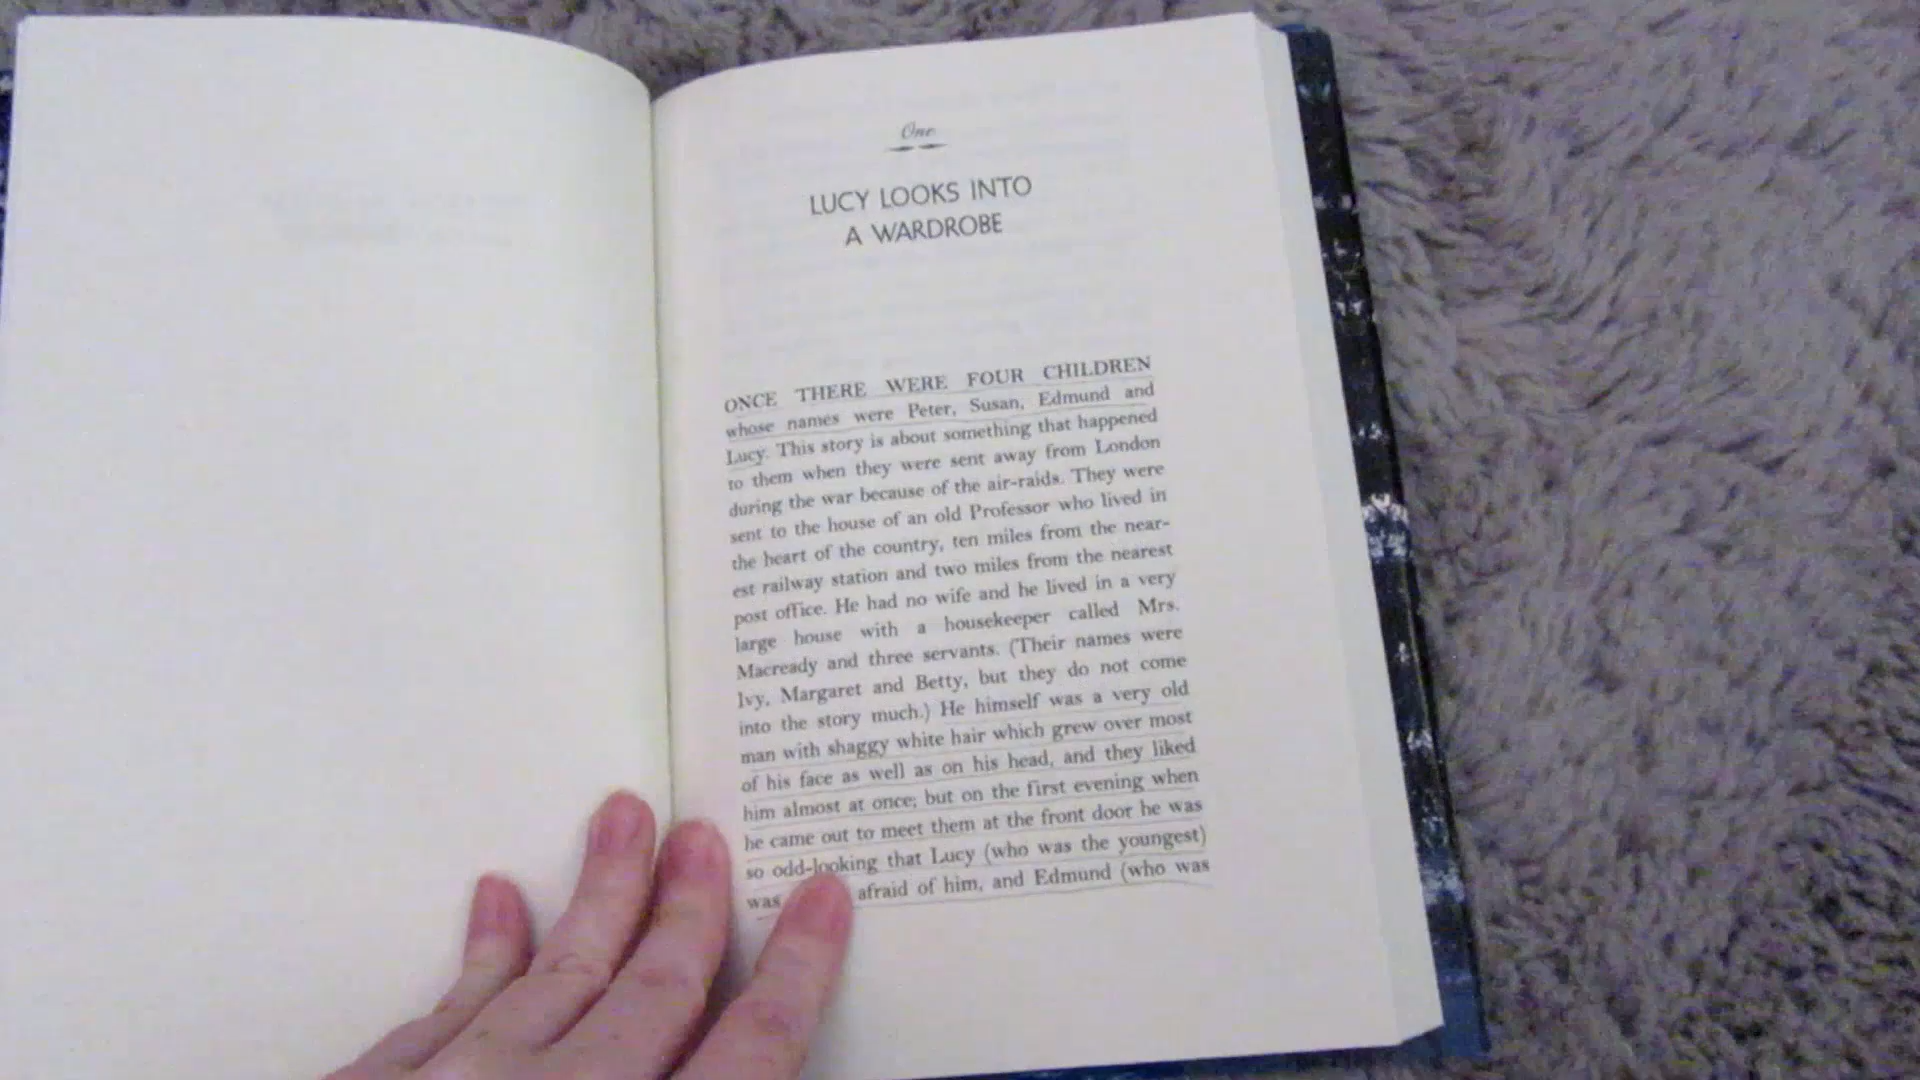 One
LUCY LOOKS INTO
A WARDROBE
ONCE THERE WERE FOUR CHILDREN
whose names were Peter, Susan, Edmund and
Lucy. This story is about something that happened
to them when they were sent away from London
during the war because of the air-raids. They were
sent to the house of an old Professor who lived in
the heart of the country, ten miles from the near-
est railway station and two miles from the nearest
post office. He had no wife and he lived in a very
large house with a housekeeper called Mrs.
Macready and three servants. (Their names were
Ivy, Margaret and Betty, but they do not come
into the story much.) He himself was a very old
man with shaggy white hair which grew over most
of his face as well as on his head, and they liked
him almost at once; but on the first evening when
he came out to meet them at the front door he was
so odd-looking that Lucy (who was the youngest)
was afraid of him, and Edmund (who was